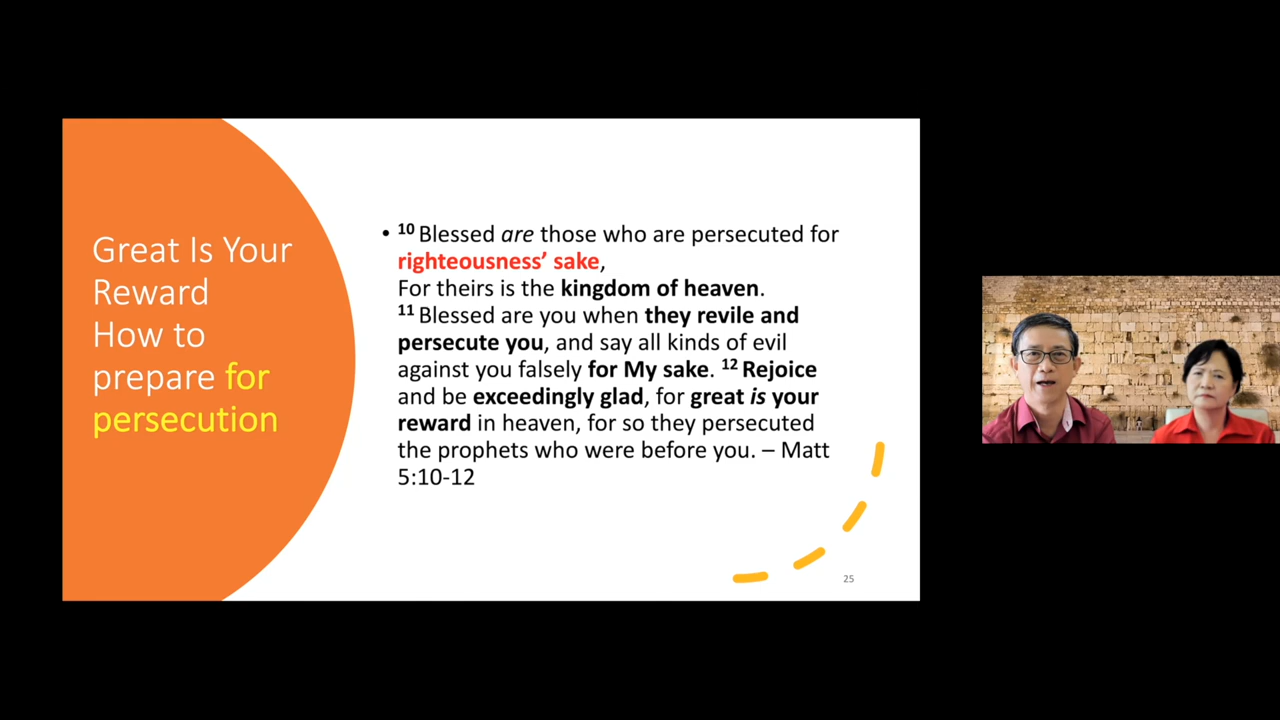 Great Is Your
Reward
How to
prepare for
persecution
• 10 Blessed are those who are persecuted for
righteousness’ sake,
For theirs is the kingdom of heaven.
11 Blessed are you when they revile and
persecute you, and say all kinds of evil
against you falsely for My sake. 12 Rejoice
and be exceedingly glad, for great is your
reward in heaven, for so they persecuted
the prophets who were before you. – Matt
5:10-12
25